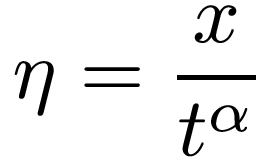 η = x / t^α